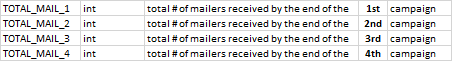 TOTAL_MAIL_1 int total # of mailers received by the end of the 1st campaign
TOTAL_MAIL_2 int total # of mailers received by the end of the 2nd campaign
TOTAL_MAIL_3 int total # of mailers received by the end of the 3rd campaign
TOTAL_MAIL_4 int total # of mailers received by the end of the 4th campaign